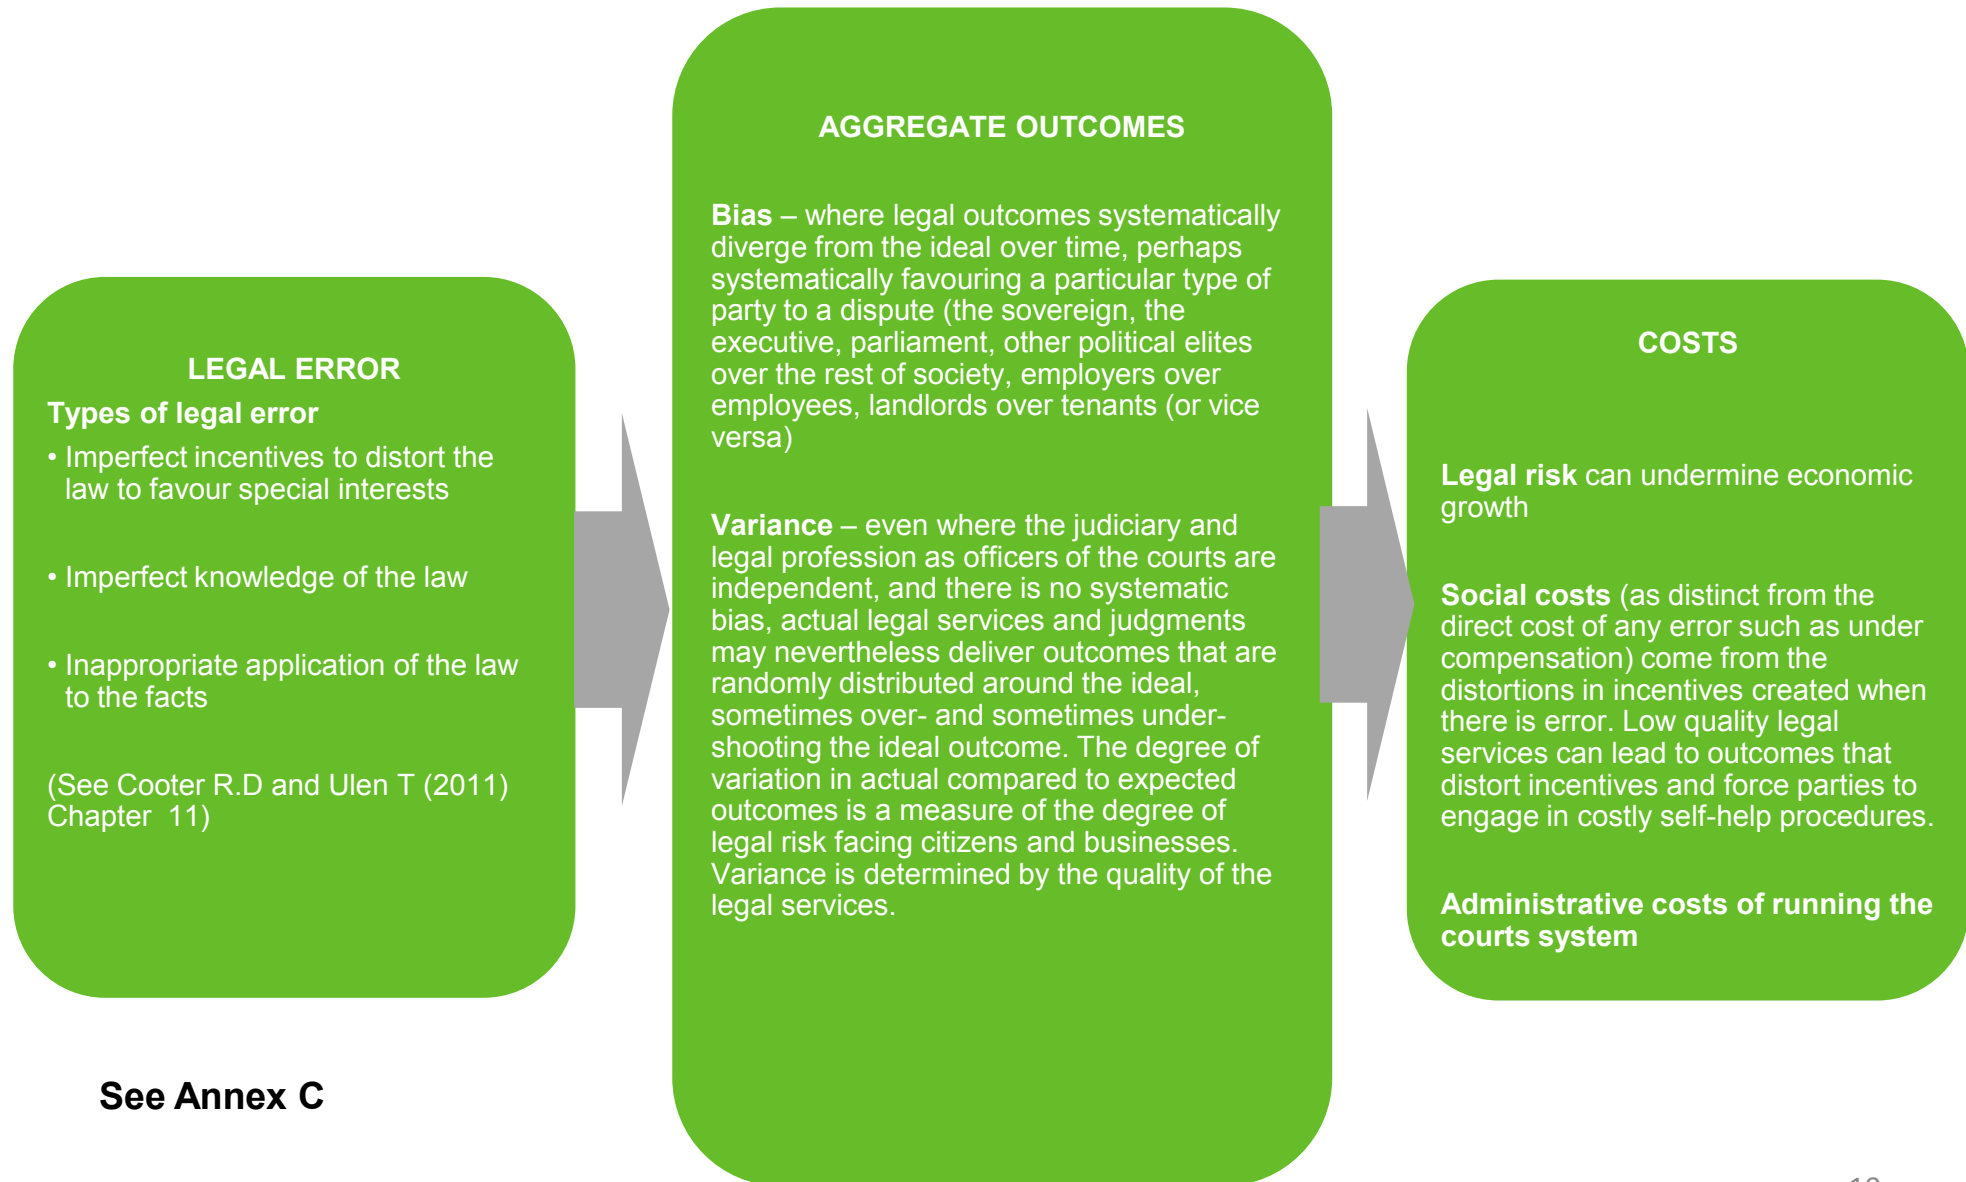 LEGAL ERROR
Types of legal error
• Imperfect incentives to distort the
law to favour special interests
• Imperfect knowledge of the law
• Inappropriate application of the law
to the facts
(See Cooter R.D and Ulen T (2011)
Chapter 11)
AGGREGATE OUTCOMES
Bias – where legal outcomes systematically
diverge from the ideal over time, perhaps
systematically favouring a particular type of
party to a dispute (the sovereign, the
executive, parliament, other political elites
over the rest of society, employers over
employees, landlords over tenants (or vice
versa)
Variance – even where the judiciary and
legal profession as officers of the courts are
independent, and there is no systematic
bias, actual legal services and judgments
may nevertheless deliver outcomes that are
randomly distributed around the ideal,
sometimes over- and sometimes under-
shooting the ideal outcome. The degree of
variation in actual compared to expected
outcomes is a measure of the degree of
legal risk facing citizens and businesses.
Variance is determined by the quality of the
legal services.
COSTS
Legal risk can undermine economic
growth
Social costs (as distinct from the
direct cost of any error such as under
compensation) come from the
distortions in incentives created when
there is error. Low quality legal
services can lead to outcomes that
distort incentives and force parties to
engage in costly self-help procedures.
Administrative costs of running the
courts system
See Annex C